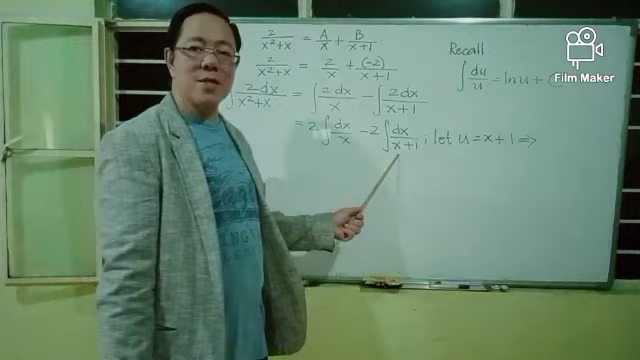 2/(x²+x) = A/x + B/(x+1)
2/(x²+x) = 2/x + (-2)/(x+1)
∫ 2dx/(x²+x) = ∫ 2dx/x - ∫ 2dx/(x+1)
= 2∫ dx/x - 2∫ dx/(x+1) ; let u = x+1 ⇒
Recall:
∫ du/u = ln u +
Film Maker